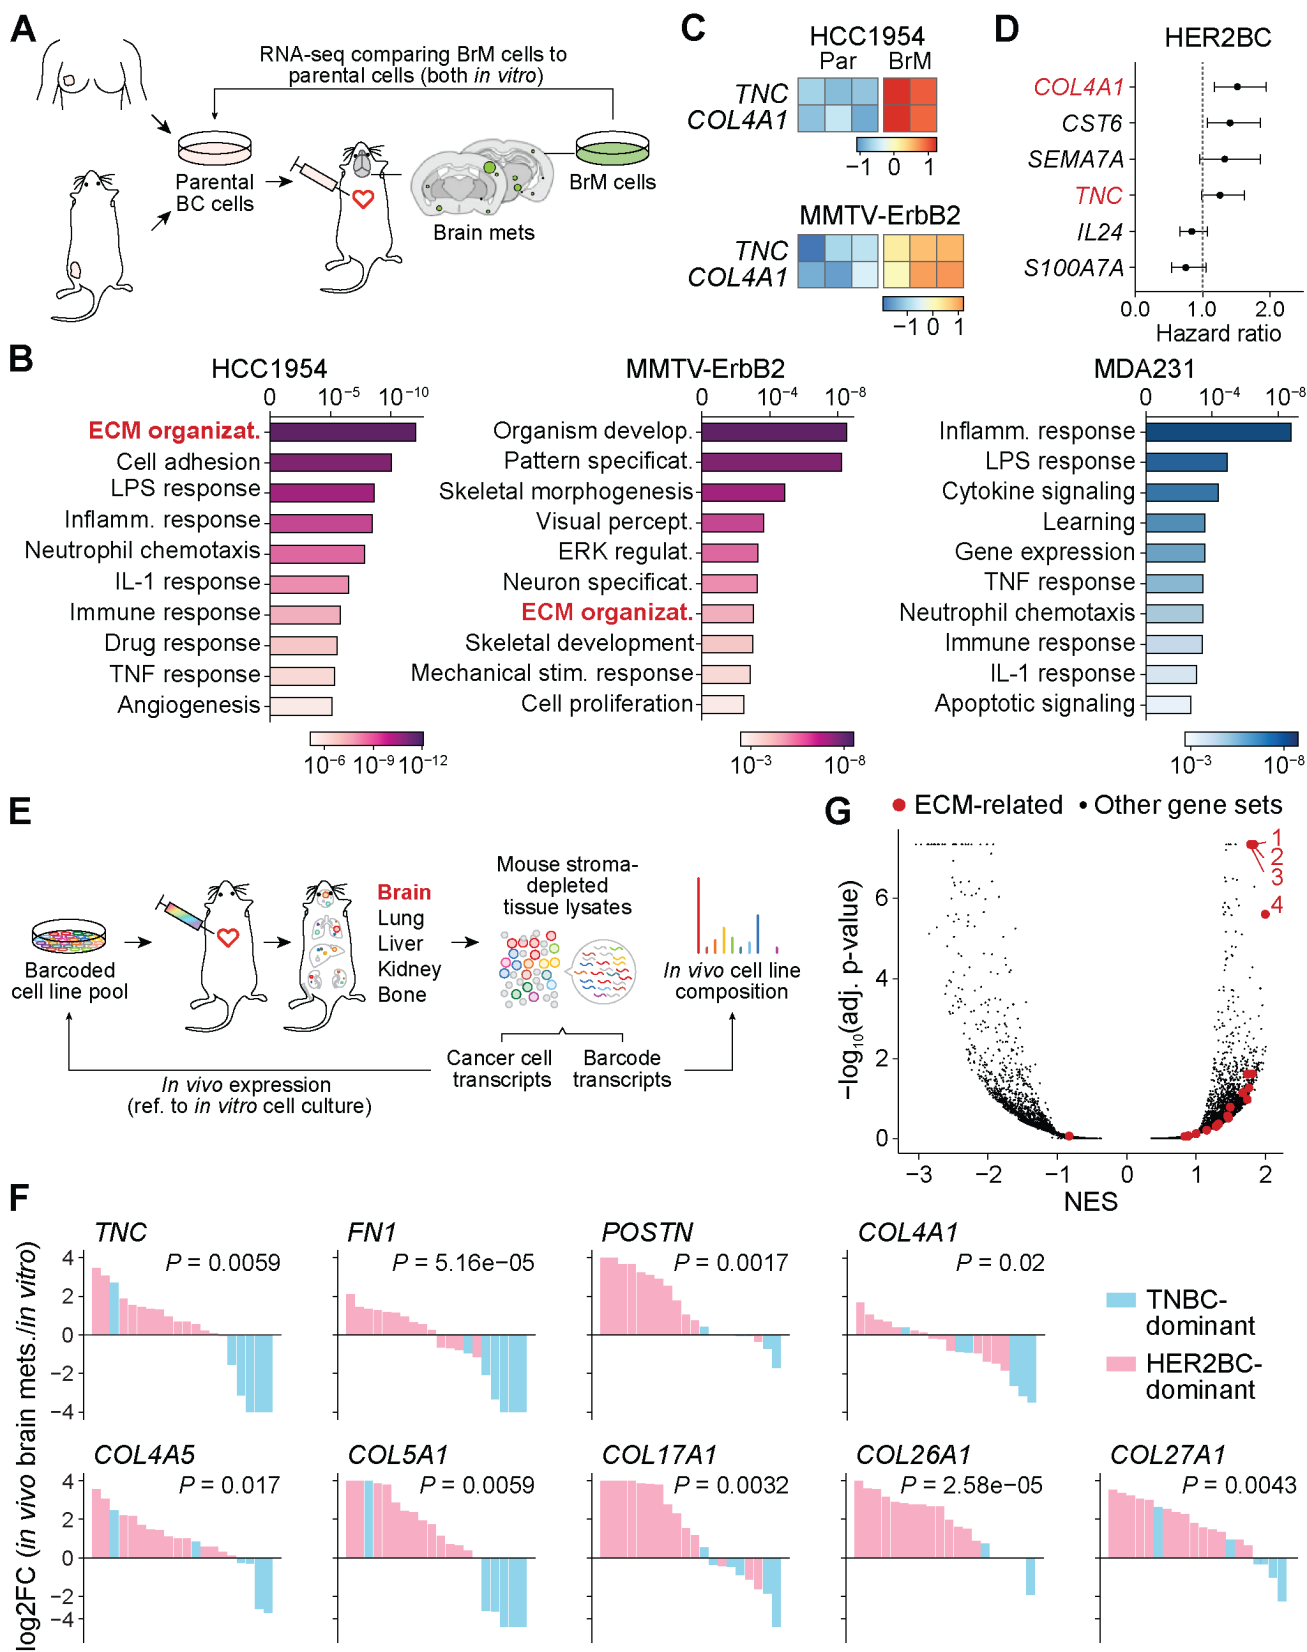 A
RNA-seq comparing BrM cells to
parental cells (both in vitro)
Parental
BC cells
Brain mets
BrM cells
C
HCC1954
Par BrM
TNC
COL4A1
−1 0 1
MMTV-ErbB2
TNC
COL4A1
−1 0 1
D
HER2BC
COL4A1
CST6
SEMA7A
TNC
IL24
S100A7A
0.0 1.0 2.0
Hazard ratio
B
HCC1954
0 10−5 10−10
ECM organizat.
Cell adhesion
LPS response
Inflamm. response
Neutrophil chemotaxis
IL-1 response
Immune response
Drug response
TNF response
Angiogenesis
10−6 10−9 10−12
MMTV-ErbB2
0 10−4 10−8
Organism develop.
Pattern specificat.
Skeletal morphogenesis
Visual percept.
ERK regulat.
Neuron specificat.
ECM organizat.
Skeletal development
Mechanical stim. response
Cell proliferation
10−3 10−8
MDA231
0 10−4 10−8
Inflamm. response
LPS response
Cytokine signaling
Learning
Gene expression
TNF response
Neutrophil chemotaxis
Immune response
IL-1 response
Apoptotic signaling
10−3 10−8
E
Barcoded
cell line pool
Brain
Lung
Liver
Kidney
Bone
Mouse stroma-
depleted
tissue lysates
In vivo cell line
composition
Cancer cell
transcripts
Barcode
transcripts
In vivo expression
(ref. to in vitro cell culture)
G
ECM-related
Other gene sets
1
2
3
4
−log10(adj. p-value)
6
4
2
0
−3 −2 −1 0 1 2
NES
F
log2FC (in vivo brain mets./in vitro)
TNC
P = 0.0059
4
2
0
−2
−4
FN1
P = 5.16e−05
POSTN
P = 0.0017
COL4A1
P = 0.02
TNBC-
dominant
HER2BC-
dominant
COL4A5
P = 0.017
4
2
0
−2
−4
COL5A1
P = 0.0059
COL17A1
P = 0.0032
COL26A1
P = 2.58e−05
COL27A1
P = 0.0043